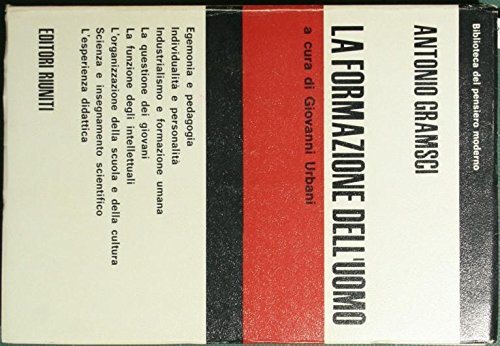 Biblioteca del pensiero moderno
ANTONIO GRAMSCI
LA FORMAZIONE DELL'UOMO
a cura di Giovanni Urbani
Egemonia e pedagogia
Individualità e personalità
Industrialismo e formazione umana
La questione dei giovani
La funzione degli intellettuali
L'organizzazione della scuola e della cultura
Scienza e insegnamento scientifico
L'esperienza didattica
EDITORI RIUNITI